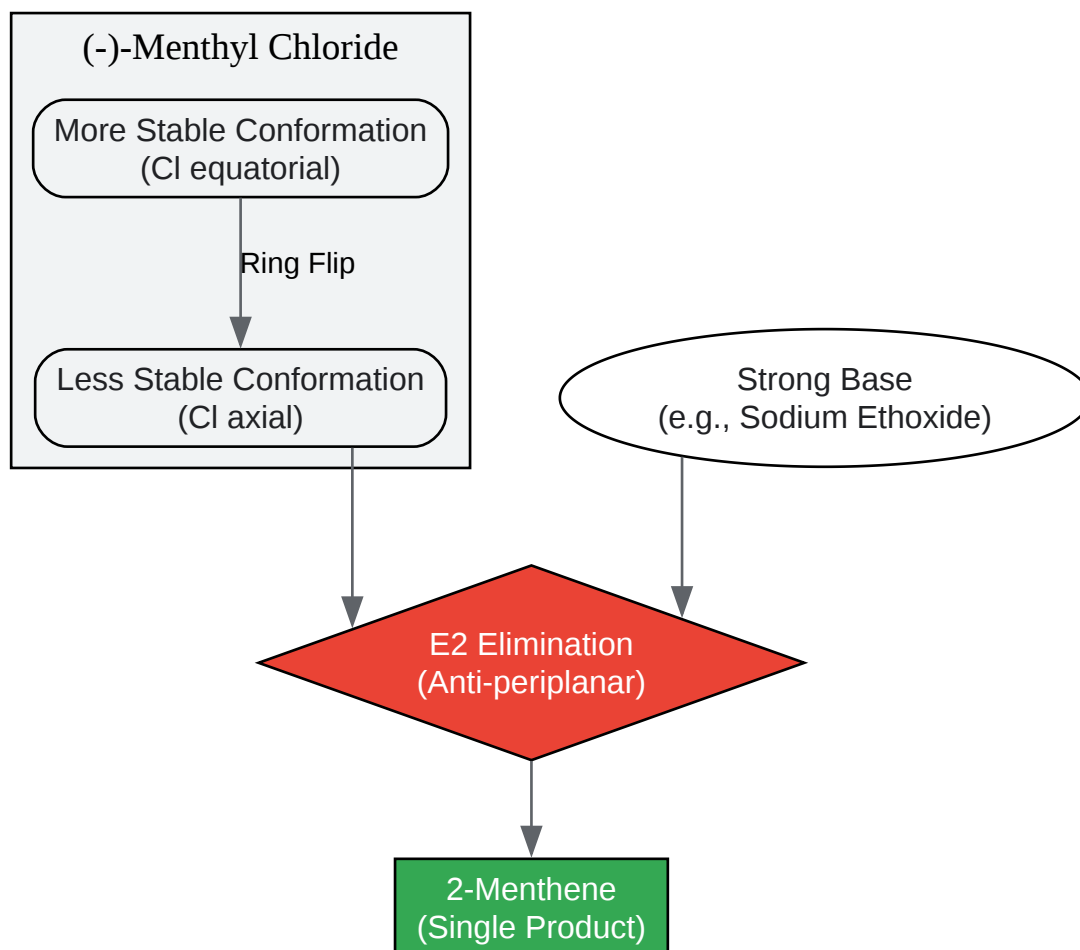 (-)-Menthyl Chloride
More Stable Conformation
(Cl equatorial)
Ring Flip
Less Stable Conformation
(Cl axial)
Strong Base
(e.g., Sodium Ethoxide)
E2 Elimination
(Anti-periplanar)
2-Menthene
(Single Product)